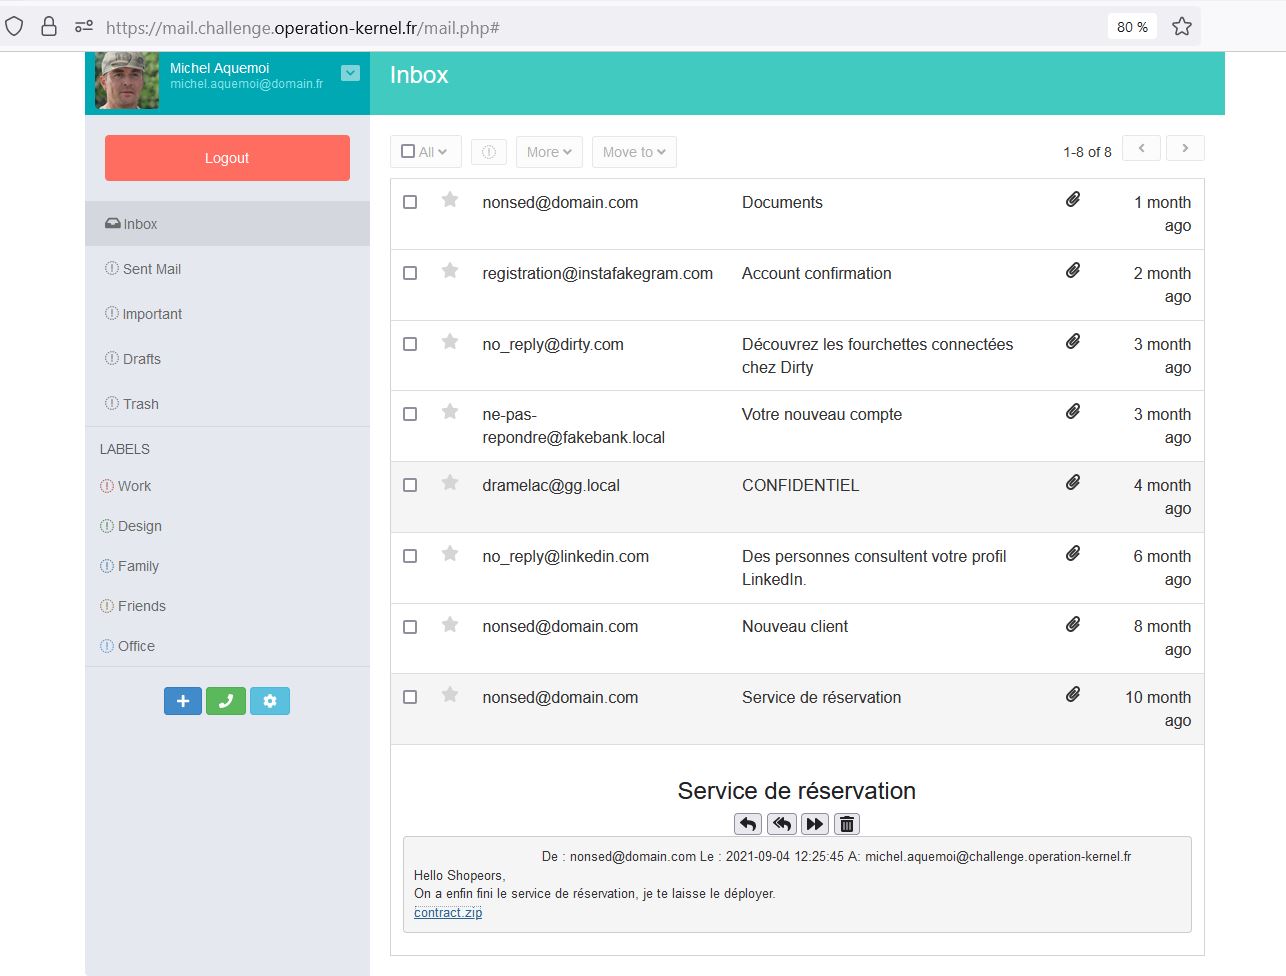 https://mail.challenge.operation-kernel.fr/mail.php#
80 %
Michel Aquemoi
michel.aquemoi@domain.fr
Inbox
Logout
Inbox
Sent Mail
Important
Drafts
Trash
LABELS
Work
Design
Family
Friends
Office
All
More
Move to
1-8 of 8
nonsed@domain.com Documents 1 month
ago
registration@instafakegram.com Account confirmation 2 month
ago
no_reply@dirty.com Découvrez les fourchettes connectées 3 month
chez Dirty ago
ne-pas- Votre nouveau compte 3 month
repondre@fakebank.local ago
dramelac@gg.local CONFIDENTIEL 4 month
ago
no_reply@linkedin.com Des personnes consultent votre profil 6 month
LinkedIn. ago
nonsed@domain.com Nouveau client 8 month
ago
nonsed@domain.com Service de réservation 10 month
ago
Service de réservation
De : nonsed@domain.com Le : 2021-09-04 12:25:45 A: michel.aquemoi@challenge.operation-kernel.fr
Hello Shopeors,
On a enfin fini le service de réservation, je te laisse le déployer.
contract.zip